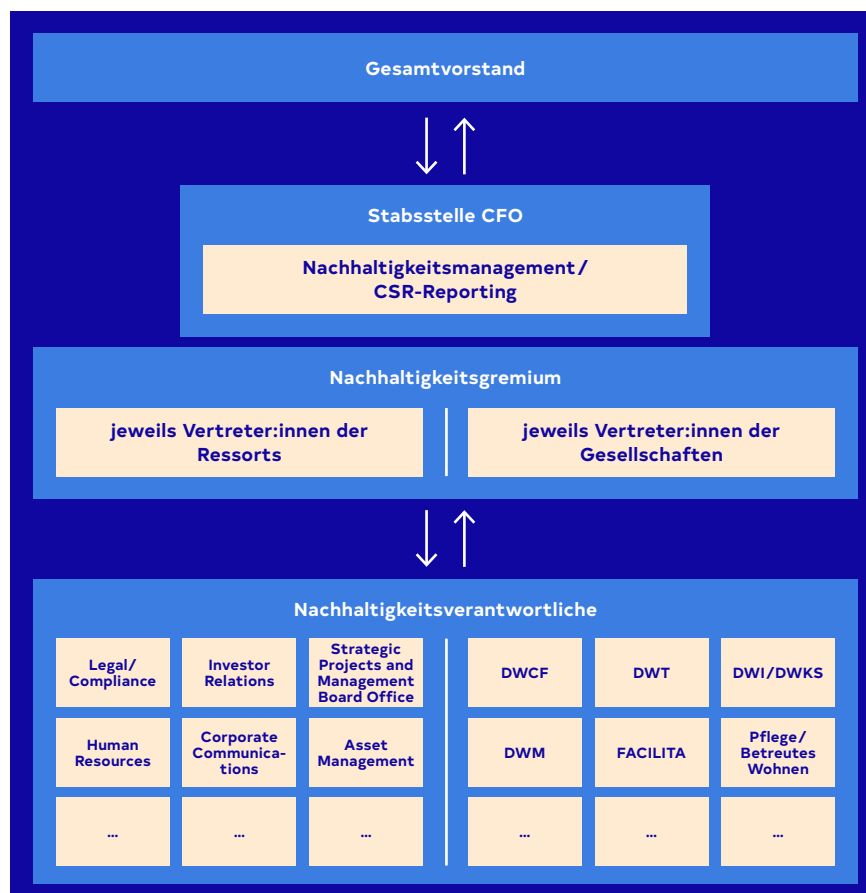 Gesamtvorstand
Stabsstelle CFO
Nachhaltigkeitsmanagement/
CSR-Reporting
Nachhaltigkeitsgremium
jeweils Vertreter:innen der
Ressorts
jeweils Vertreter:innen der
Gesellschaften
Nachhaltigkeitsverantwortliche
Legal/
Compliance
Investor
Relations
Strategic
Projects and
Management
Board Office
DWCF
DWT
DWI/DWKS
Human
Resources
Corporate
Communica-
tions
Asset
Management
DWM
FACILITA
Pflege/
Betreutes
Wohnen
...
...
...
...
...
...